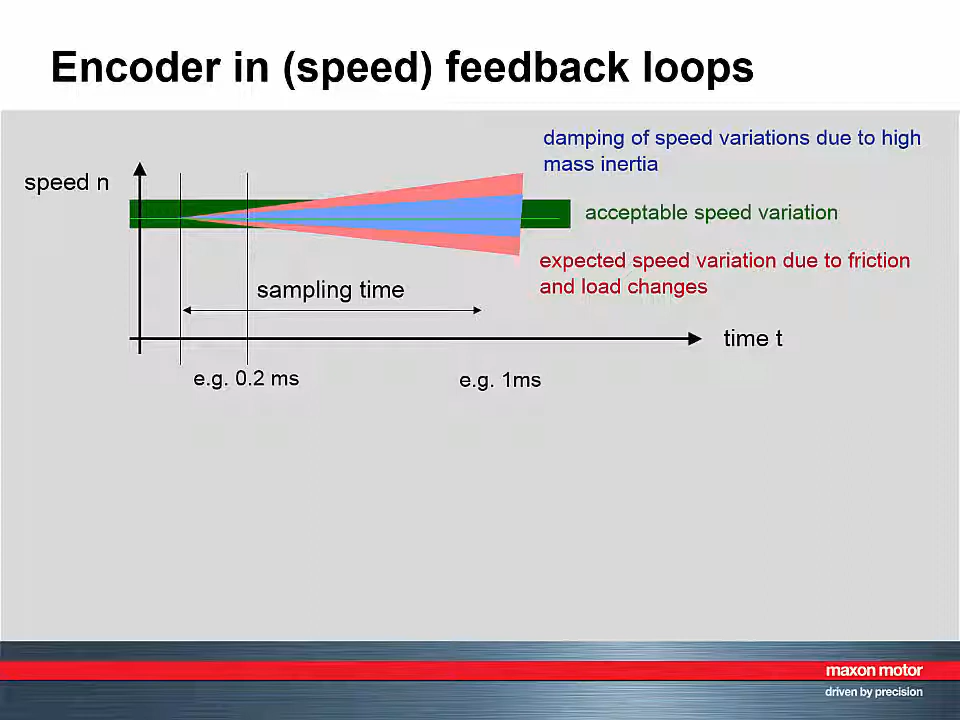 Encoder in (speed) feedback loops
damping of speed variations due to high
mass inertia
speed n
acceptable speed variation
expected speed variation due to friction
and load changes
sampling time
time t
e.g. 0.2 ms
e.g. 1ms
maxon motor
driven by precision